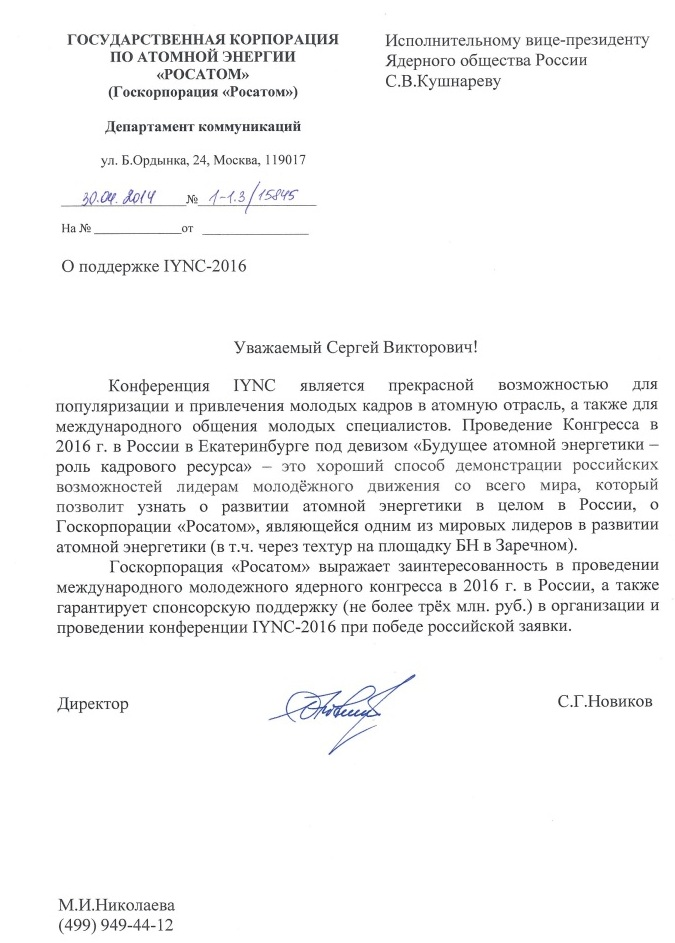 ГОСУДАРСТВЕННАЯ КОРПОРАЦИЯ
ПО АТОМНОЙ ЭНЕРГИИ
«РОСАТОМ»
(Госкорпорация «Росатом»)
Департамент коммуникаций
ул. Б.Ордынка, 24, Москва, 119017
30.04.2014 № 1-1.3/15845
На № от
Исполнительному вице-президенту
Ядерного общества России
С.В.Кушнареву
О поддержке IYNC-2016
Уважаемый Сергей Викторович!
Конференция IYNC является прекрасной возможностью для
популяризации и привлечения молодых кадров в атомную отрасль, а также для
международного общения молодых специалистов. Проведение Конгресса в
2016 г. в России в Екатеринбурге под девизом «Будущее атомной энергетики –
роль кадрового ресурса» – это хороший способ демонстрации российских
возможностей лидерам молодёжного движения со всего мира, который
позволит узнать о развитии атомной энергетики в целом в России, о
Госкорпорации «Росатом», являющейся одним из мировых лидеров в развитии
атомной энергетики (в т.ч. через техтур на площадку БН в Заречном).
Госкорпорация «Росатом» выражает заинтересованность в проведении
международного молодежного ядерного конгресса в 2016 г. в России, а также
гарантирует спонсорскую поддержку (не более трёх млн. руб.) в организации и
проведении конференции IYNC-2016 при победе российской заявки.
Директор С.Г.Новиков
М.И.Николаева
(499) 949-44-12